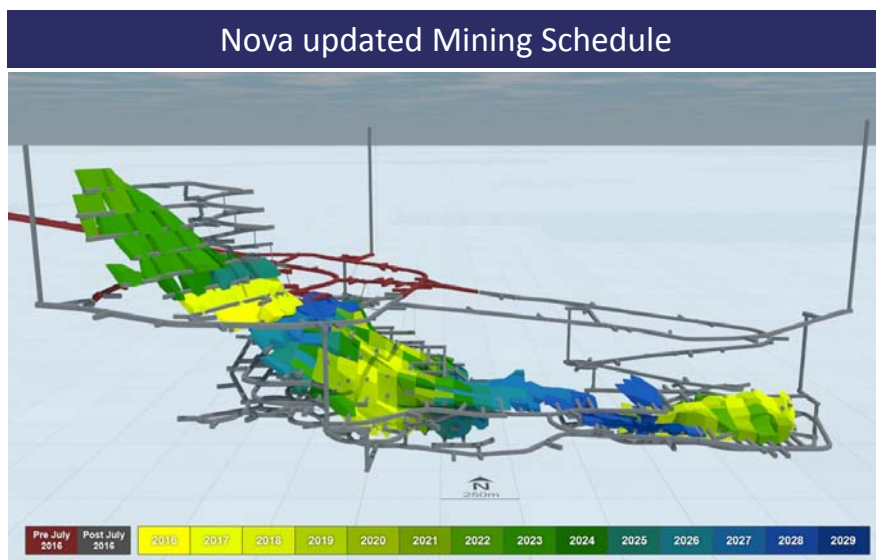 Nova updated Mining Schedule
N
250m
Pre July 2016
Post July 2016
2016 2017 2018 2019 2020 2021 2022 2023 2024 2025 2026 2027 2028 2029